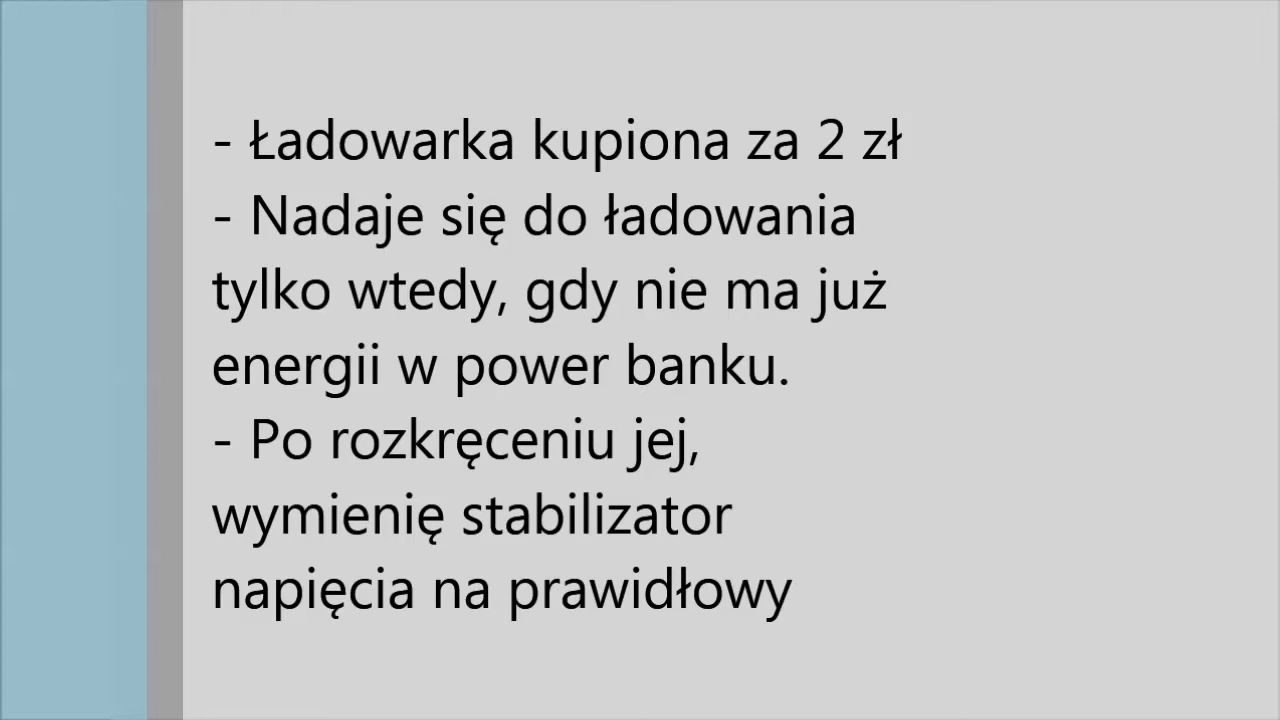 - Ładowarka kupiona za 2 zł
- Nadaje się do ładowania
tylko wtedy, gdy nie ma już
energii w power banku.
- Po rozkręceniu jej,
wymienię stabilizator
napięcia na prawidłowy